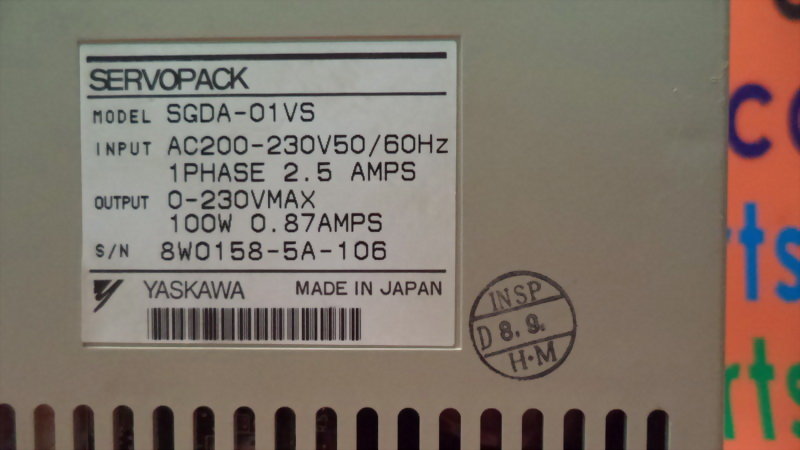 SERVOPACK
MODEL SGDA-01VS
INPUT AC200-230V50/60Hz
1PHASE 2.5 AMPS
OUTPUT 0-230VMAX
100W 0.87AMPS
S/N 8W0158-5A-106
YASKAWA MADE IN JAPAN
INSP
D 8.9.
H·M